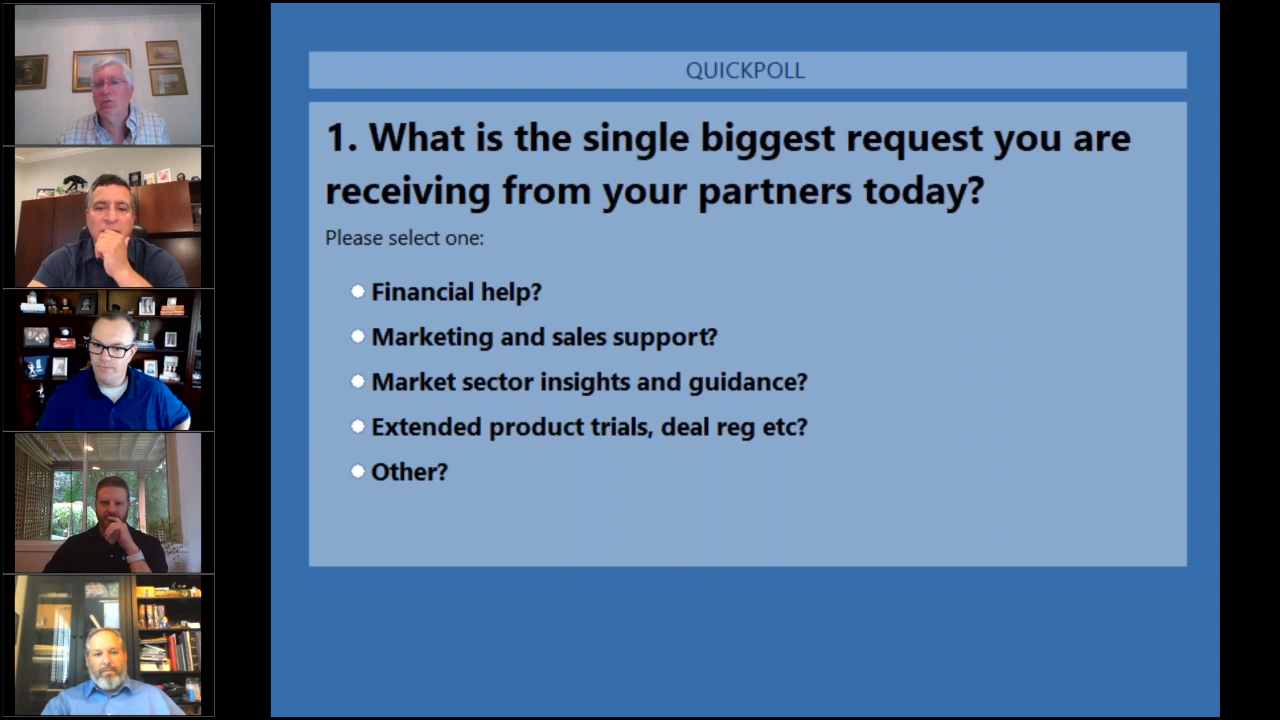 QUICKPOLL
1. What is the single biggest request you are
receiving from your partners today?
Please select one:
Financial help?
Marketing and sales support?
Market sector insights and guidance?
Extended product trials, deal reg etc?
Other?